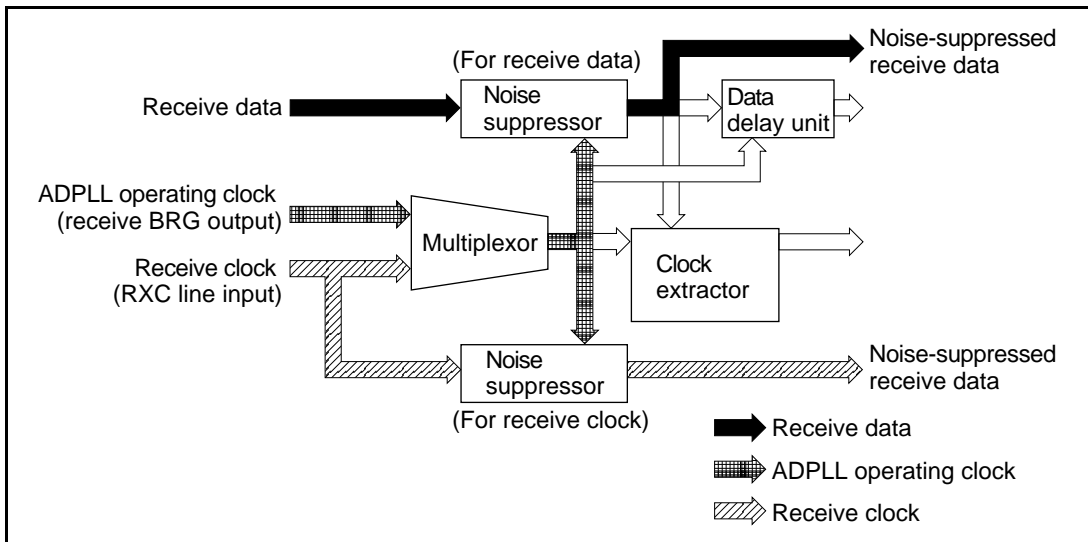 (For receive data)
Noise-suppressed
receive data
Receive data
Noise
suppressor
Data
delay unit
ADPLL operating clock
(receive BRG output)
Multiplexor
Receive clock
(RXC line input)
Clock
extractor
Noise
suppressor
Noise-suppressed
receive data
(For receive clock)
Receive data
ADPLL operating clock
Receive clock